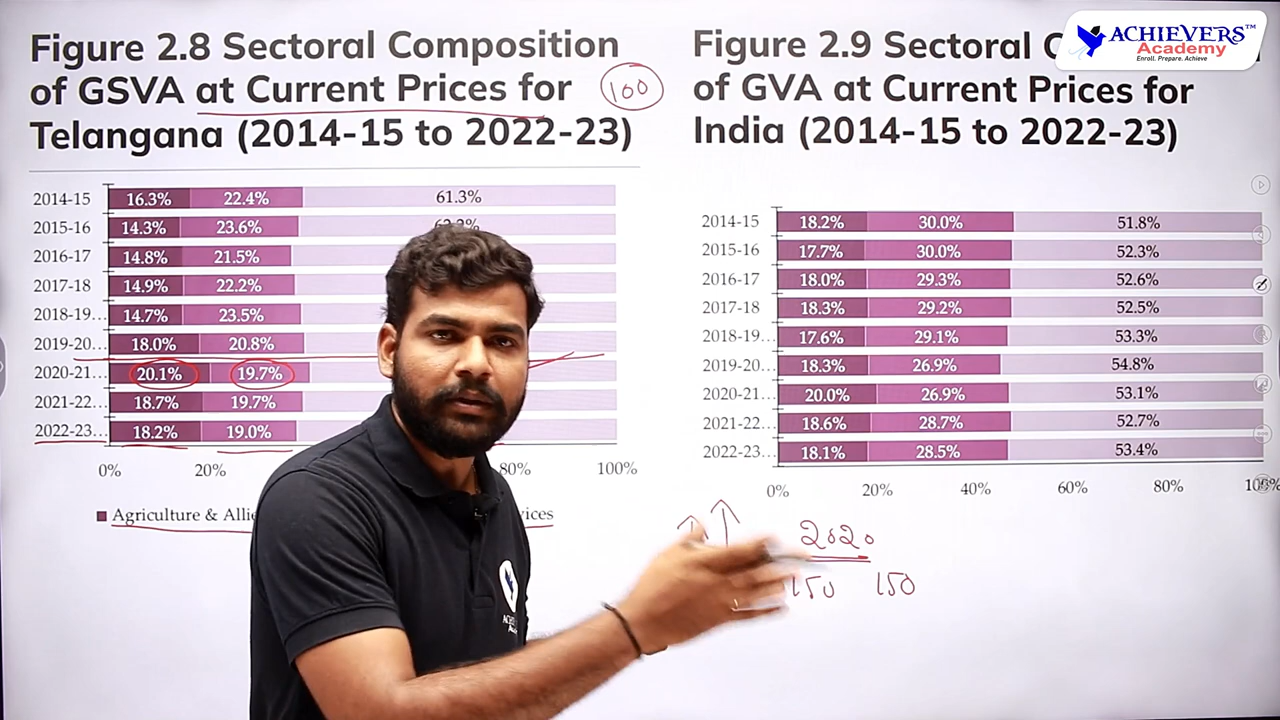 Figure 2.8 Sectoral Composition
of GSVA at Current Prices for
Telangana (2014-15 to 2022-23)
100
2014-15 16.3% 22.4% 61.3%
2015-16 14.3% 23.6%
2016-17 14.8% 21.5%
2017-18 14.9% 22.2%
2018-19... 14.7% 23.5%
2019-20... 18.0% 20.8%
2020-21... 20.1% 19.7%
2021-22... 18.7% 19.7%
2022-23... 18.2% 19.0%
0% 20% 80% 100%
Agriculture &
Figure 2.9 Sectoral
of GVA at Current Prices for
India (2014-15 to 2022-23)
ACHIEVERS™
Academy
Enroll. Prepare. Achieve
2014-15 18.2% 30.0% 51.8%
2015-16 17.7% 30.0% 52.3%
2016-17 18.0% 29.3% 52.6%
2017-18 18.3% 29.2% 52.5%
2018-19... 17.6% 29.1% 53.3%
2019-20... 18.3% 26.9% 54.8%
2020-21... 20.0% 26.9% 53.1%
2021-22... 18.6% 28.7% 52.7%
2022-23... 18.1% 28.5% 53.4%
0% 20% 40% 60% 80% 100%
2020
150 150